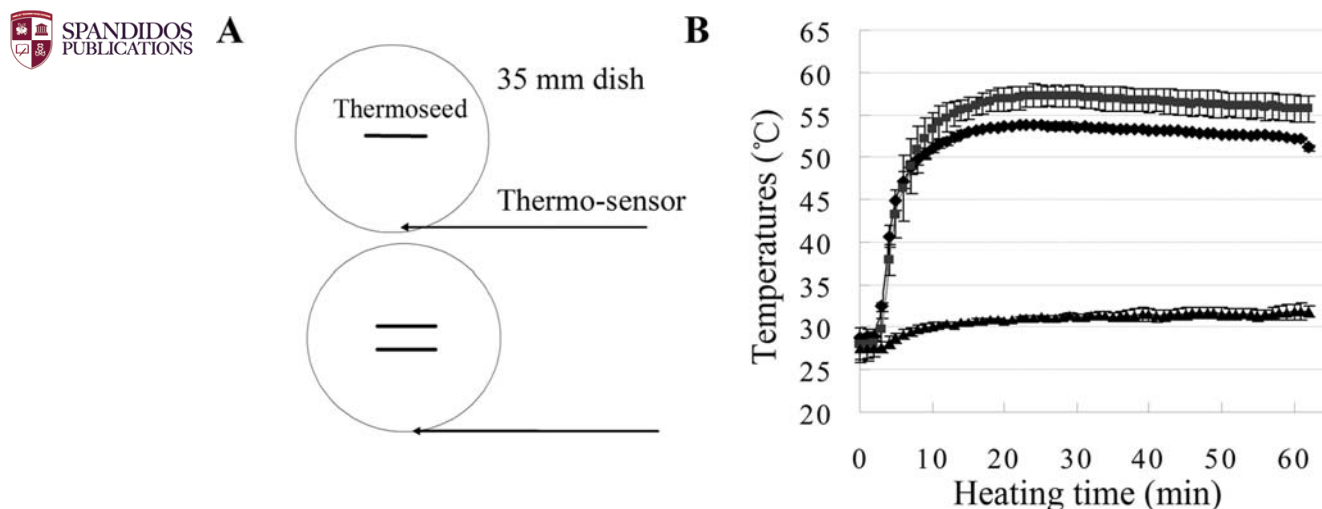 SPANDIDOS
PUBLICATIONS
A
35 mm dish
Thermoseed
Thermo-sensor
B
Temperatures (℃)
65
60
55
50
45
40
35
30
25
20
0 10 20 30 40 50 60
Heating time (min)